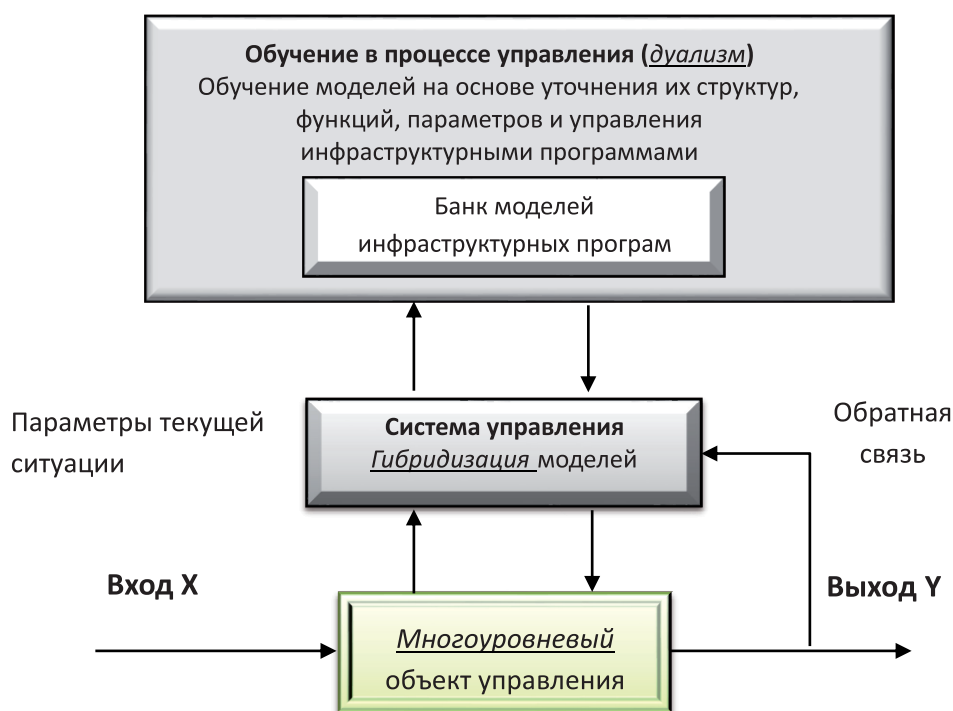 Обучение в процессе управления (дуализм)
Обучение моделей на основе уточнения их структур,
функций, параметров и управления
инфраструктурными программами
Банк моделей
инфраструктурных програм
Параметры текущей
ситуации
Система управления
Гибридизация моделей
Обратная
связь
Вход X
Выход Y
Многоуровневый
объект управления